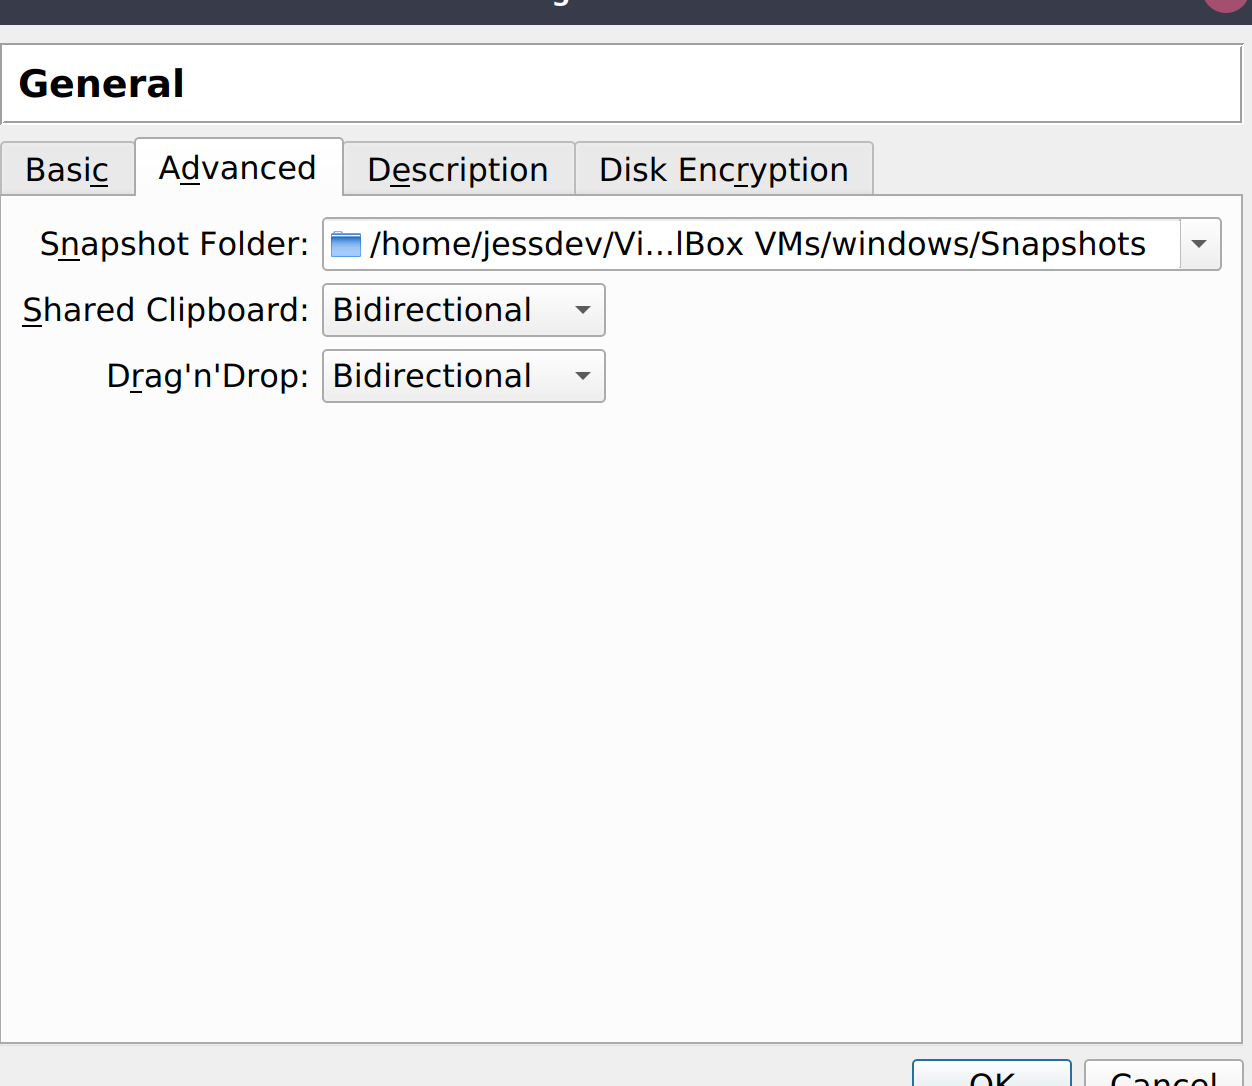 General
Basic Advanced Description Disk Encryption
Snapshot Folder: /home/jessdev/Vi...lBox VMs/windows/Snapshots
Shared Clipboard: Bidirectional
Drag'n'Drop: Bidirectional
OK Cancel